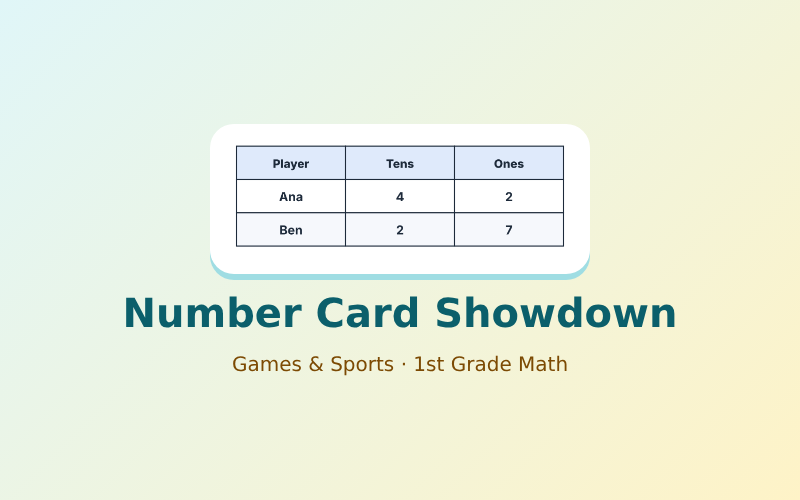 Player Tens Ones
Ana 4 2
Ben 2 7
Number Card Showdown
Games & Sports · 1st Grade Math